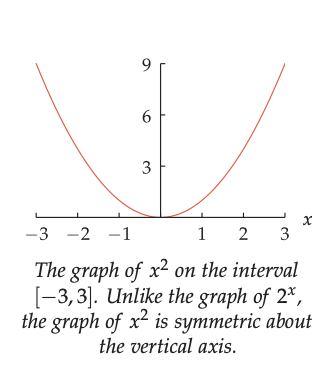 9
6
3
−3 −2 −1 1 2 3 x
The graph of x² on the interval
[−3, 3]. Unlike the graph of 2ˣ,
the graph of x² is symmetric about
the vertical axis.